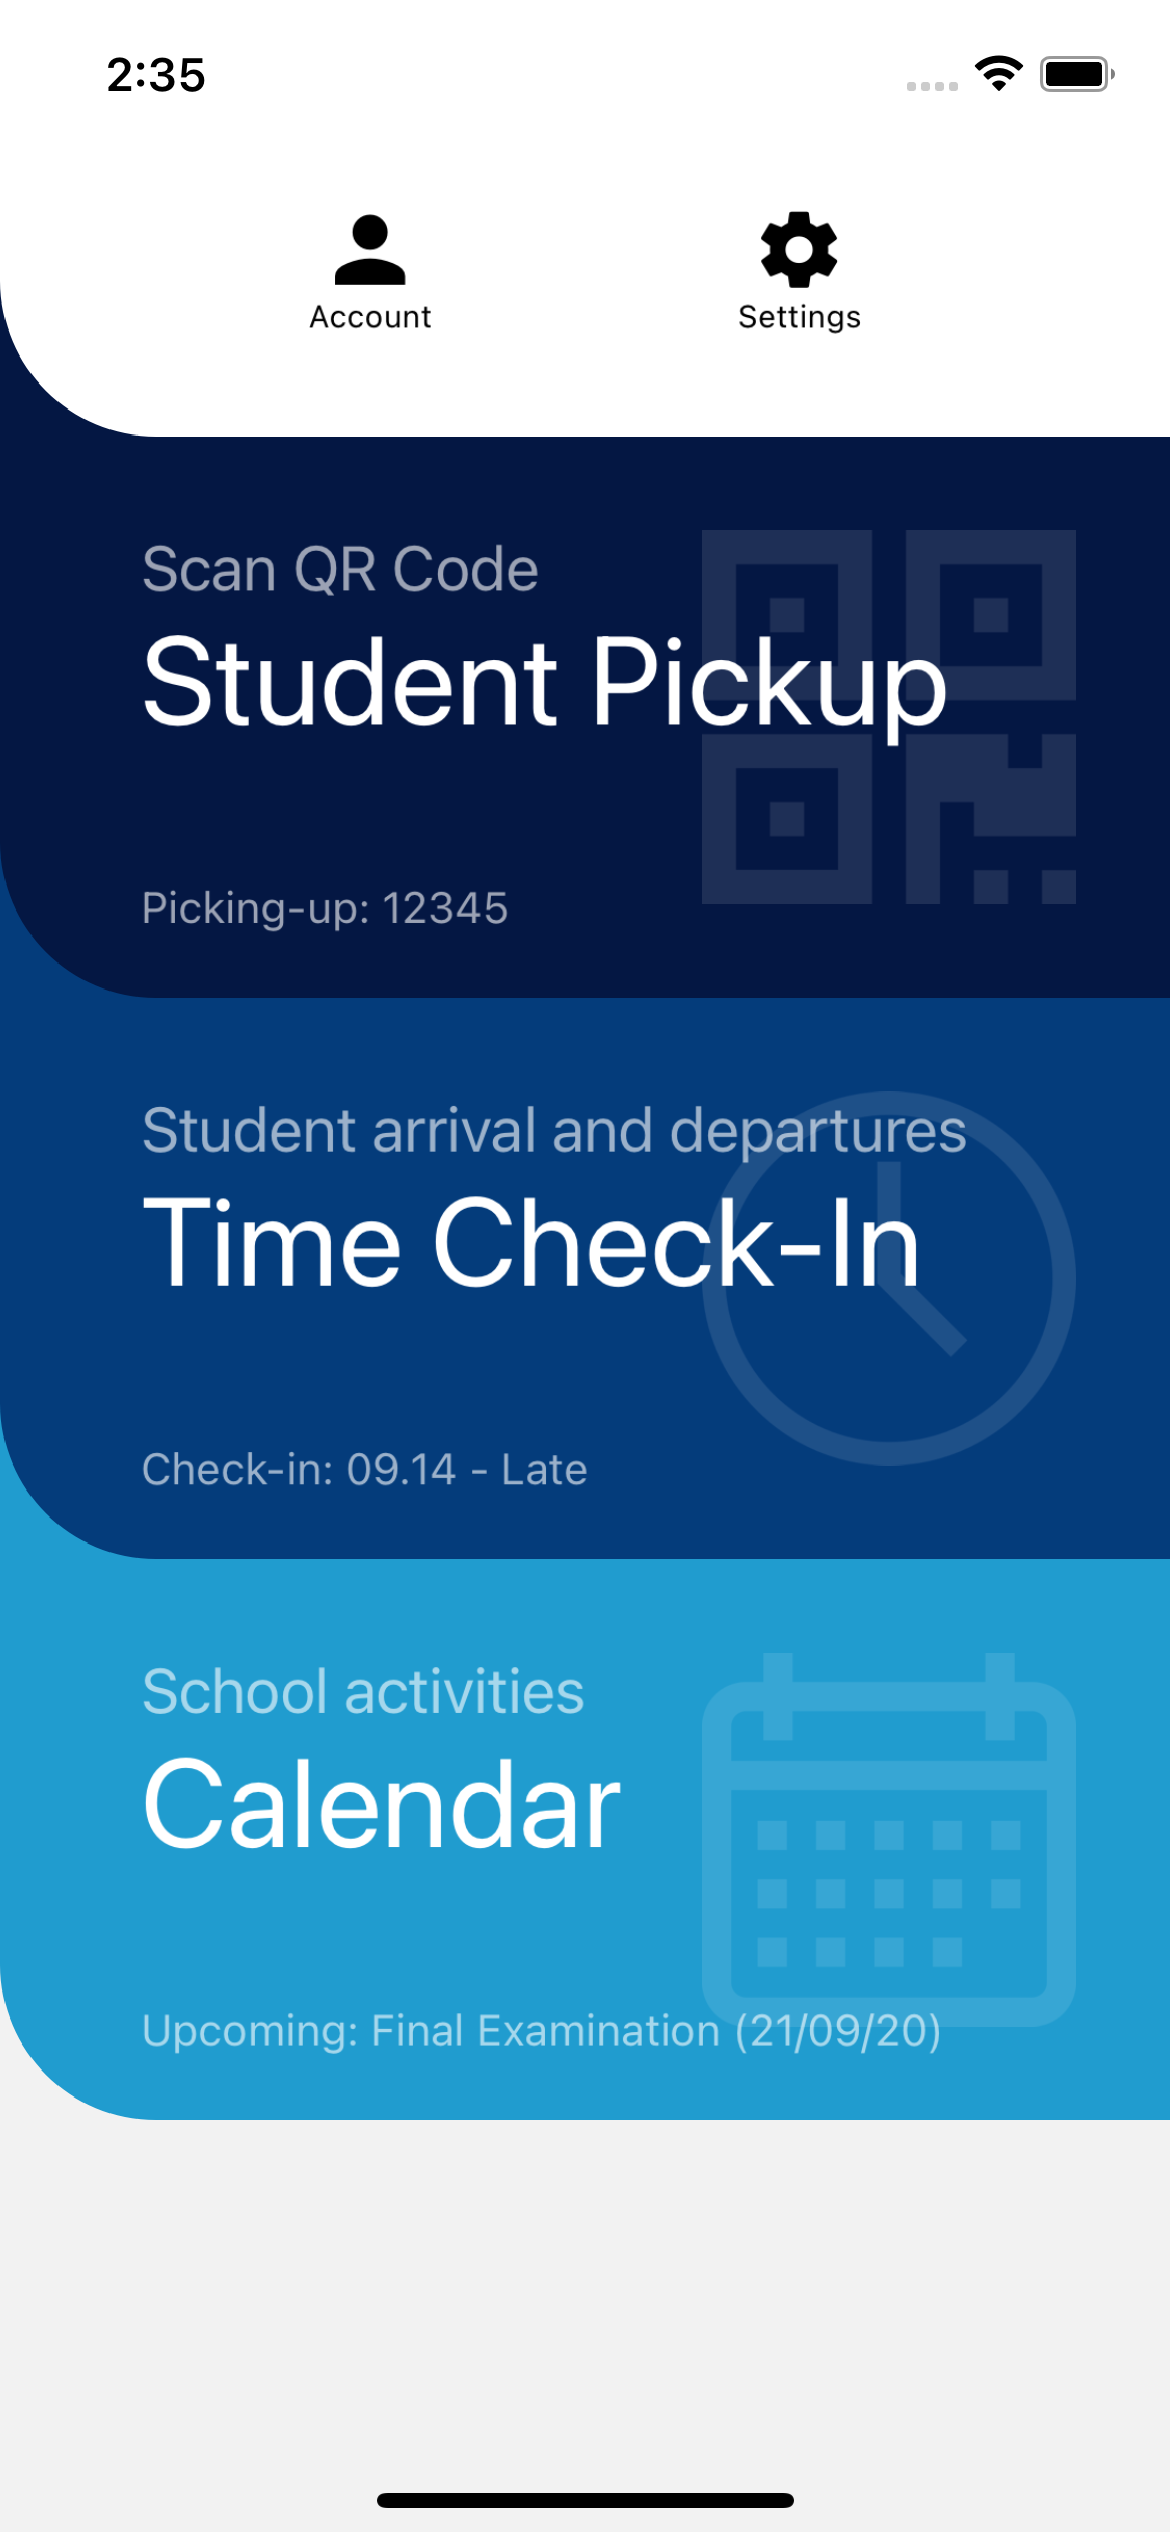 2:35
Account
Settings
Scan QR Code
Student Pickup
Picking-up: 12345
Student arrival and departures
Time Check-In
Check-in: 09.14 - Late
School activities
Calendar
Upcoming: Final Examination (21/09/20)